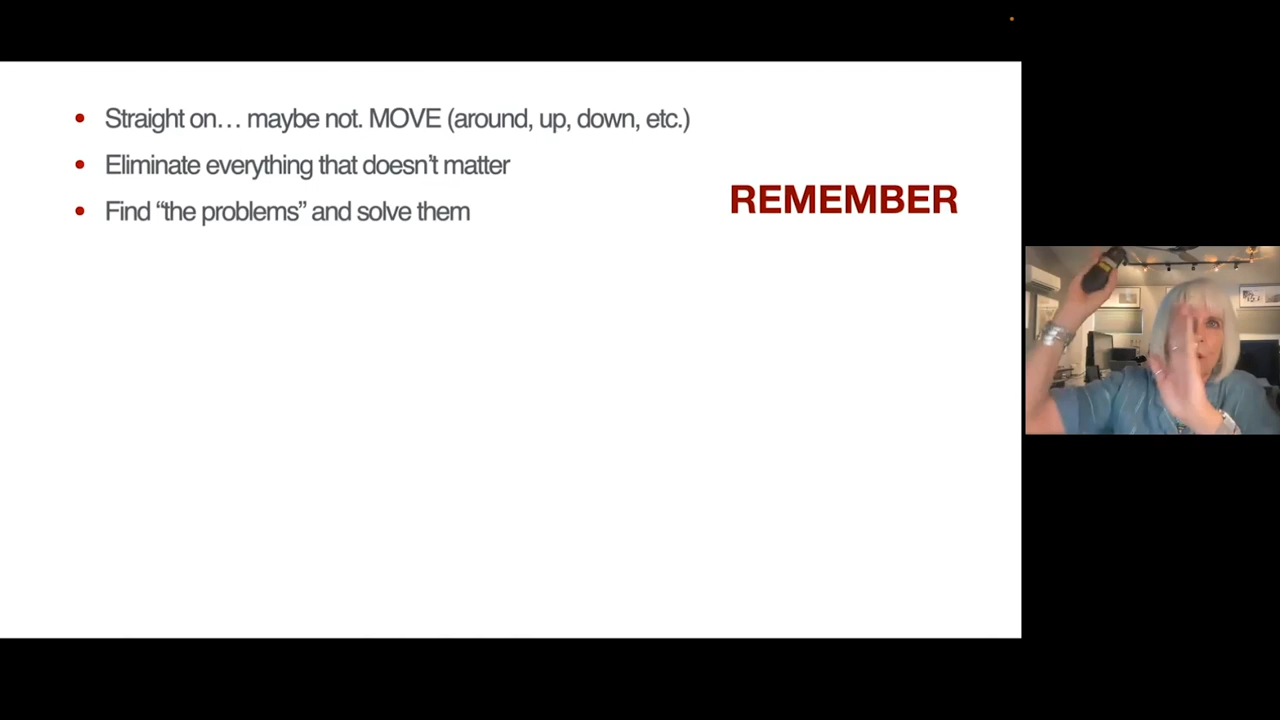 • Straight on… maybe not. MOVE (around, up, down, etc.)
• Eliminate everything that doesn’t matter
• Find “the problems” and solve them
REMEMBER